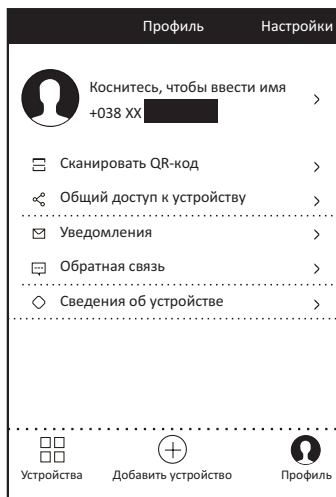 Профиль Настройки
Коснитесь, чтобы ввести имя
+038 XX
Сканировать QR-код
Общий доступ к устройству
Уведомления
Обратная связь
Сведения об устройстве
Устройства Добавить устройство Профиль